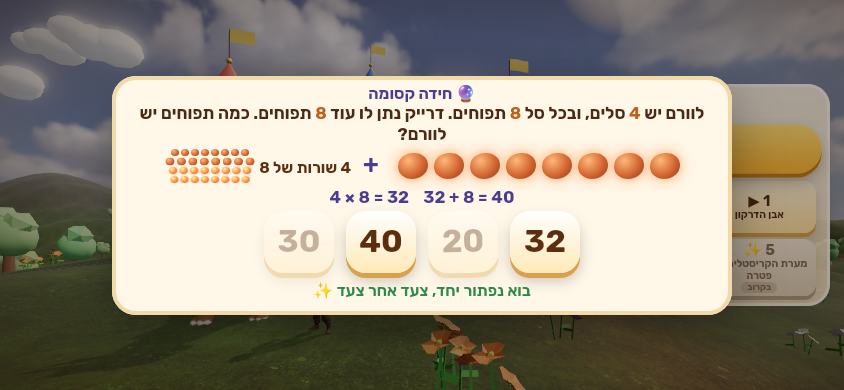 🔮 חידה קסומה
לוורם יש 4 סלים, ובכל סל 8 תפוחים. דרייק נתן לו עוד 8 תפוחים. כמה תפוחים יש
לוורם?
+ 4 שורות של 8
4 × 8 = 32 32 + 8 = 40
30 40 20 32
בוא נפתור יחד, צעד אחר צעד ✨
1 ▶
אבן הדרקון
5 ✨
מערת הקריסטלים
פטרה
בקרוב